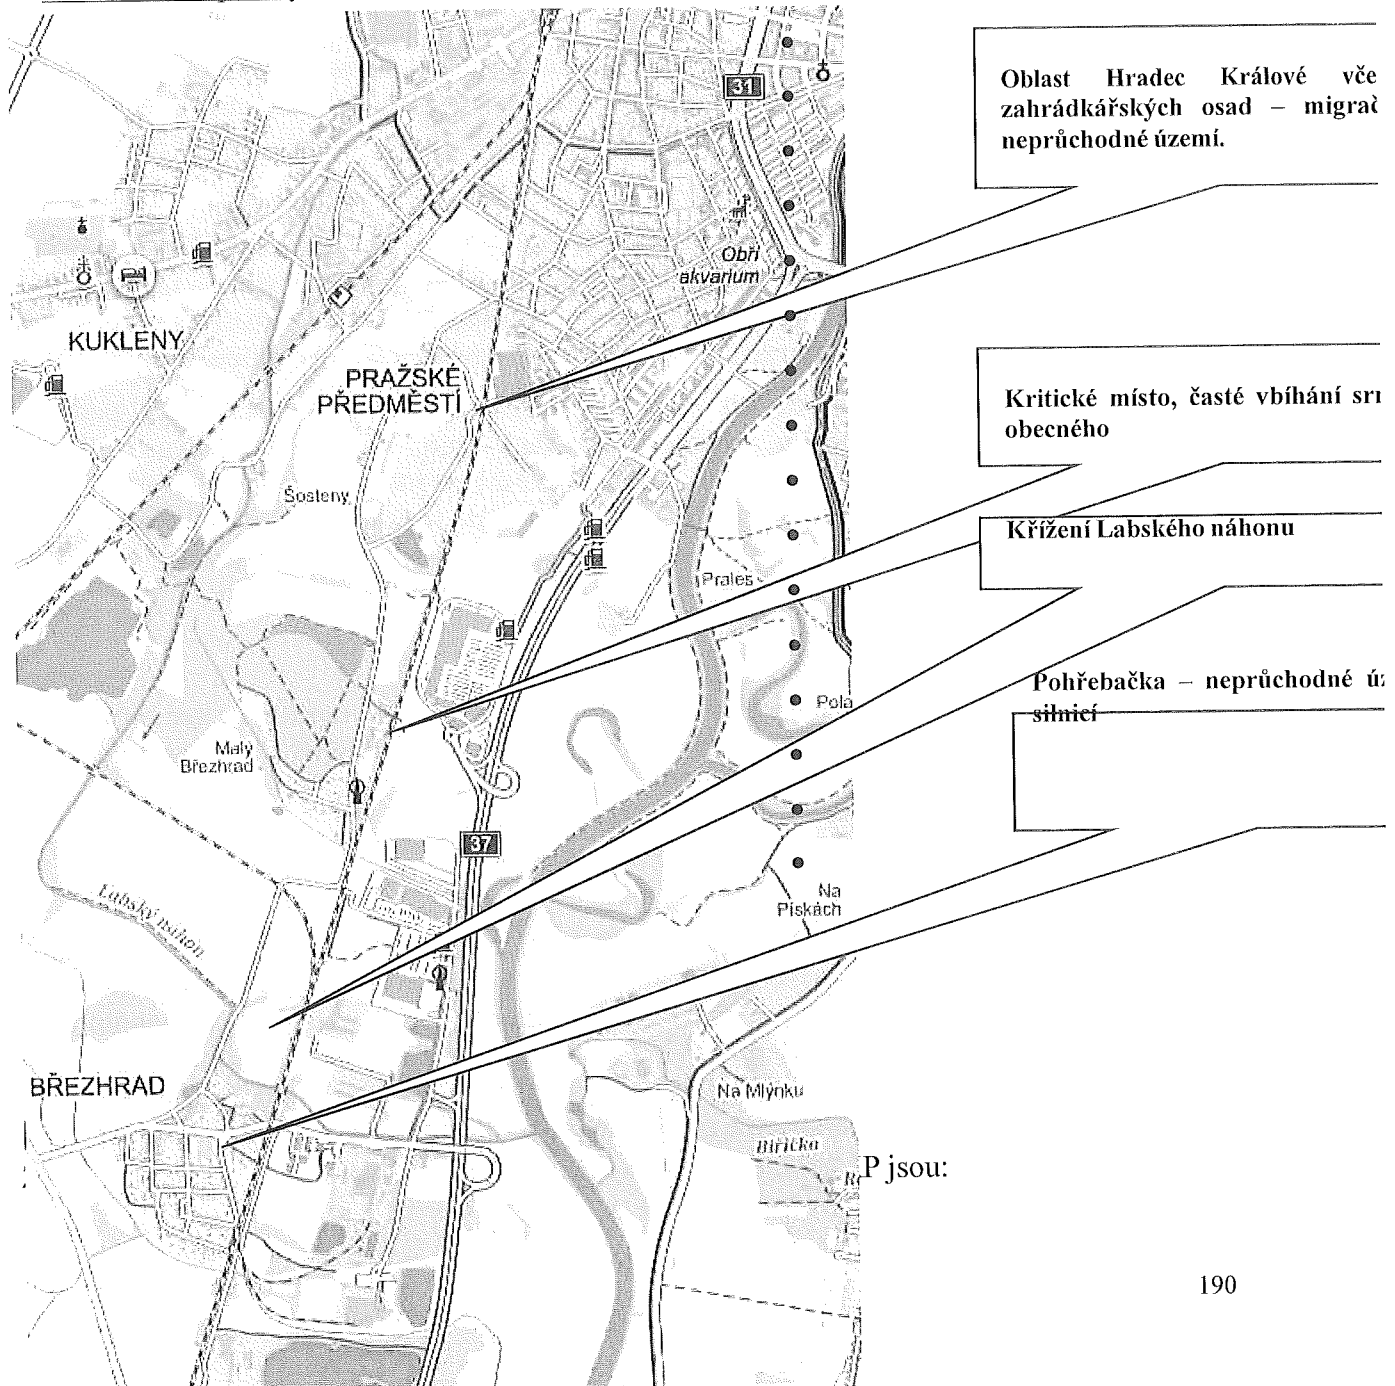 31
Oblast Hradec Králové vče
zahrádkářských osad – migrač
neprůchodné území.
Obří
akvarium
KUKLENY
PRAŽSKÉ
PŘEDMĚSTÍ
Kritické místo, časté vbíhání srn
obecného
Šosteny
Křížení Labského náhonu
Prales
Pohřebačka – neprůchodné úz
silnicí
Pola
Malý
Březhrad
37
Labský náhon
Na
Pískách
BŘEZHRAD
Na Mlýnku
Biřička
P jsou:
190